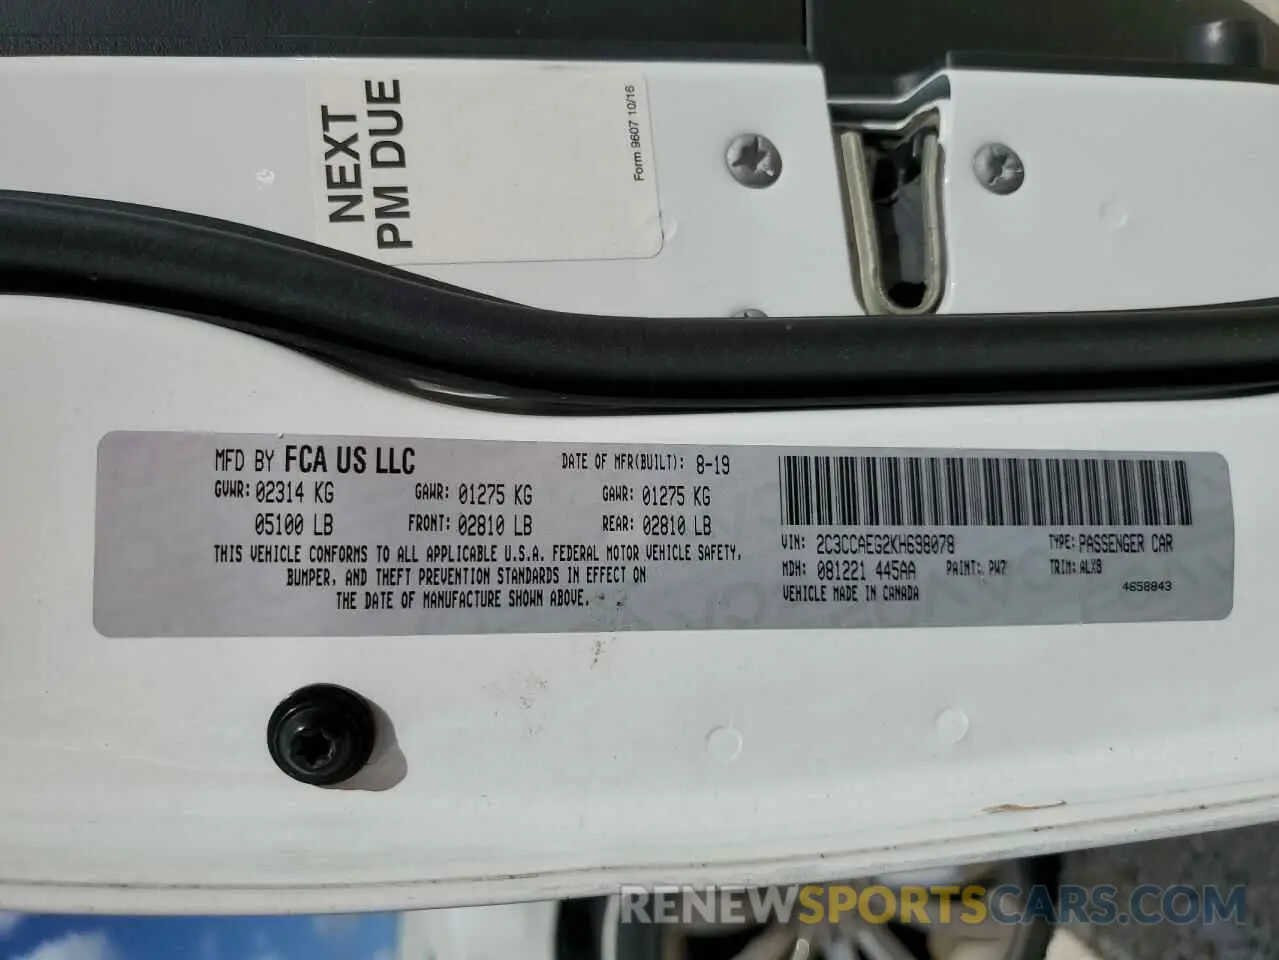 NEXT
PM DUE
Form 9607 10/16
MFD BY FCA US LLC
DATE OF MFR(BUILT): 8-19
GVWR: 02314 KG
GAWR: 01275 KG
GAWR: 01275 KG
05100 LB
FRONT: 02810 LB
REAR: 02810 LB
THIS VEHICLE CONFORMS TO ALL APPLICABLE U.S.A. FEDERAL MOTOR VEHICLE SAFETY,
BUMPER, AND THEFT PREVENTION STANDARDS IN EFFECT ON
THE DATE OF MANUFACTURE SHOWN ABOVE.
VIN: 2C3CCAEG2KH698078
TYPE: PASSENGER CAR
MDH: 081221 445AA
PAINT: PW7
TRIM: ALX9
VEHICLE MADE IN CANADA
4658843
RENEWSPORTSCARS.COM